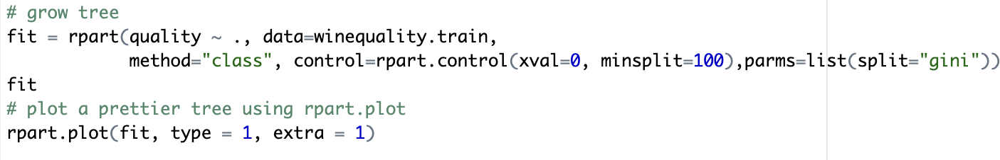 # grow tree
fit = rpart(quality ~ ., data=winequality.train,
method="class", control=rpart.control(xval=0, minsplit=100),parms=list(split="gini"))
fit
# plot a prettier tree using rpart.plot
rpart.plot(fit, type = 1, extra = 1)